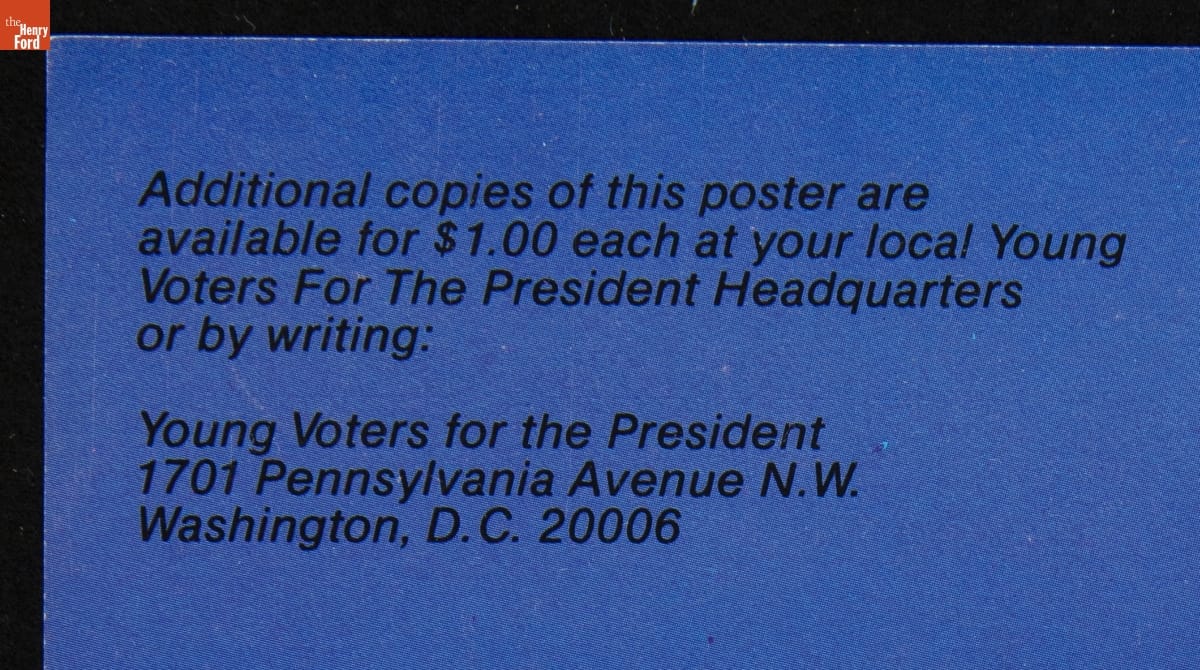 the
Henry
Ford
Additional copies of this poster are
available for $1.00 each at your local Young
Voters For The President Headquarters
or by writing:
Young Voters for the President
1701 Pennsylvania Avenue N.W.
Washington, D.C. 20006